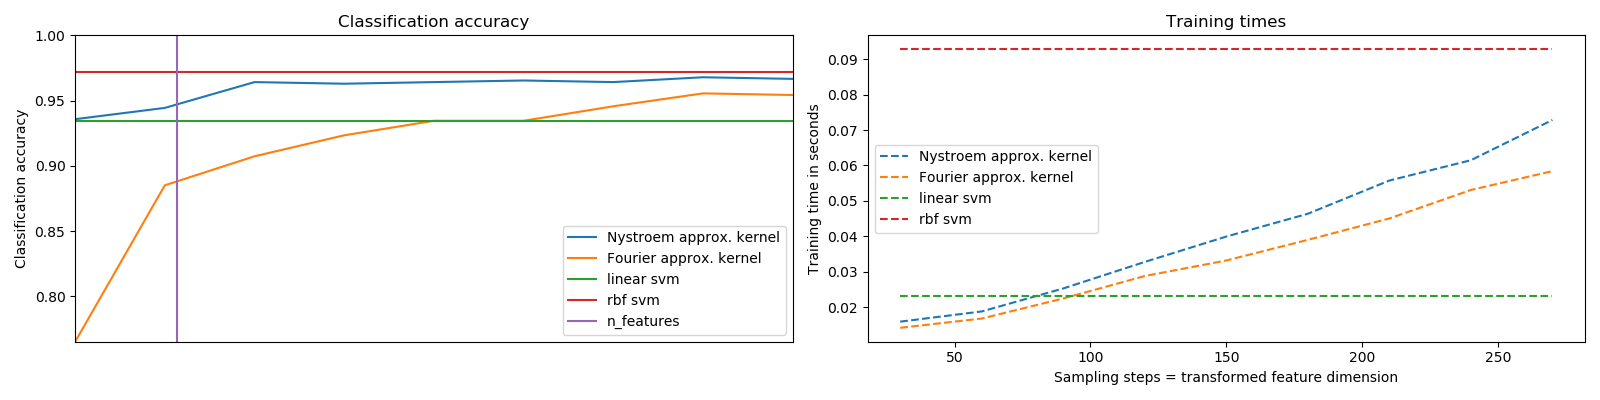 Classification accuracy
Classification accuracy
1.00
0.95
0.90
0.85
0.80
Nystroem approx. kernel
Fourier approx. kernel
linear svm
rbf svm
n_features
Training times
Training time in seconds
0.09
0.08
0.07
0.06
0.05
0.04
0.03
0.02
Nystroem approx. kernel
Fourier approx. kernel
linear svm
rbf svm
50
100
150
200
250
Sampling steps = transformed feature dimension